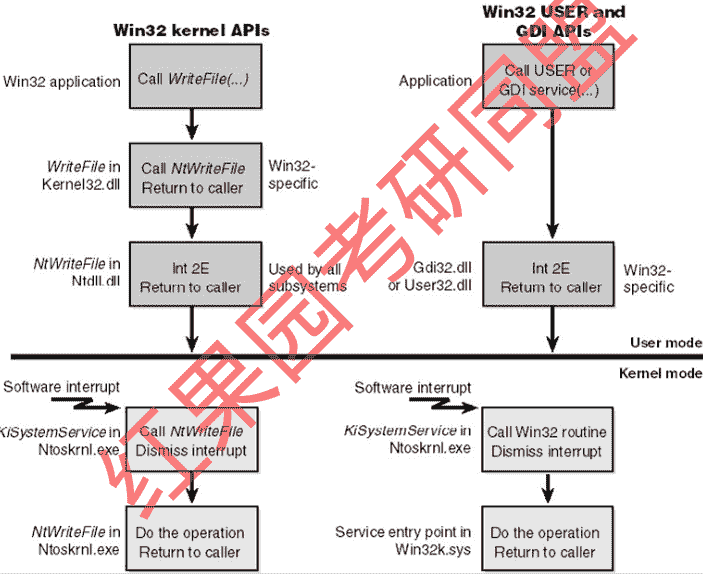 Win32 kernel APIs
Win32 application
Call WriteFile(...)
WriteFile in
Kernel32.dll
Call NtWriteFile
Return to caller
Win32-
specific
NtWriteFile in
Ntdll.dll
Int 2E
Return to caller
Used by all
subsystems
Win32 USER and
GDI APIs
Application
Call USER or
GDI service(...)
Gdi32.dll
or User32.dll
Int 2E
Return to caller
Win32-
specific
User mode
Kernel mode
Software interrupt
KiSystemService in
Ntoskrnl.exe
Call NtWriteFile
Dismiss interrupt
NtWriteFile in
Ntoskrnl.exe
Do the operation
Return to caller
Software interrupt
KiSystemService in
Ntoskrnl.exe
Call Win32 routine
Dismiss interrupt
Service entry point in
Win32k.sys
Do the operation
Return to caller
红果园考研同盟